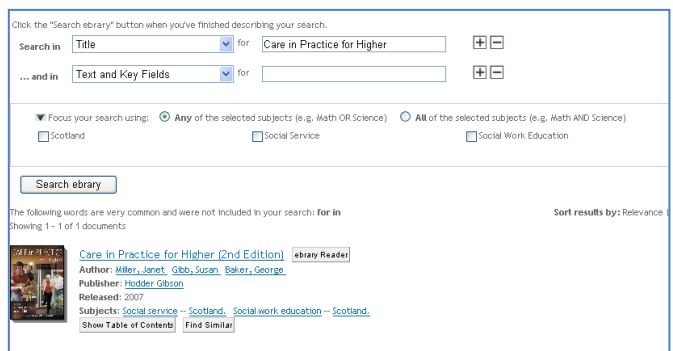 Click the "Search ebrary" button when you've finished describing your search.
Search in Title for Care in Practice for Higher + −
... and in Text and Key Fields for + −
▼ Focus your search using: Any of the selected subjects (e.g. Math OR Science) All of the selected subjects (e.g. Math AND Science)
Scotland Social Service Social Work Education
Search ebrary
The following words are very common and were not included in your search: for in Sort results by: Relevance
Showing 1 - 1 of 1 documents
Care in Practice for Higher (2nd Edition) ebrary Reader
Author: Miller, Janet Gibb, Susan Baker, George
Publisher: Hodder Gibson
Released: 2007
Subjects: Social service -- Scotland. Social work education -- Scotland.
Show Table of Contents Find Similar